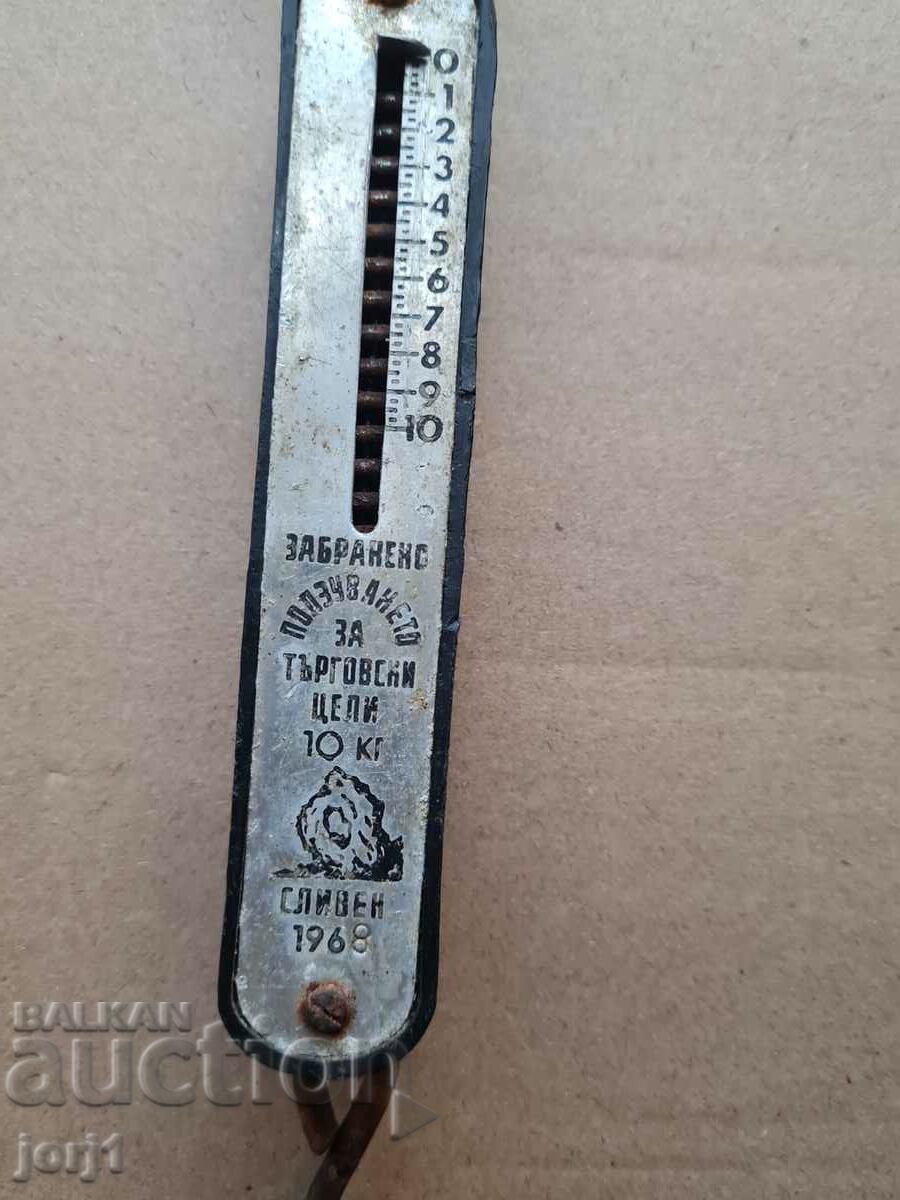 0
1
2
3
4
5
6
7
8
9
10
ЗАБРАНЕНО
ПОЛЗУВАНЕТО
ЗА
ТЪРГОВСКИ
ЦЕЛИ
10 КГ
СЛИВЕН
1968
BALKAN
auction
jorj1